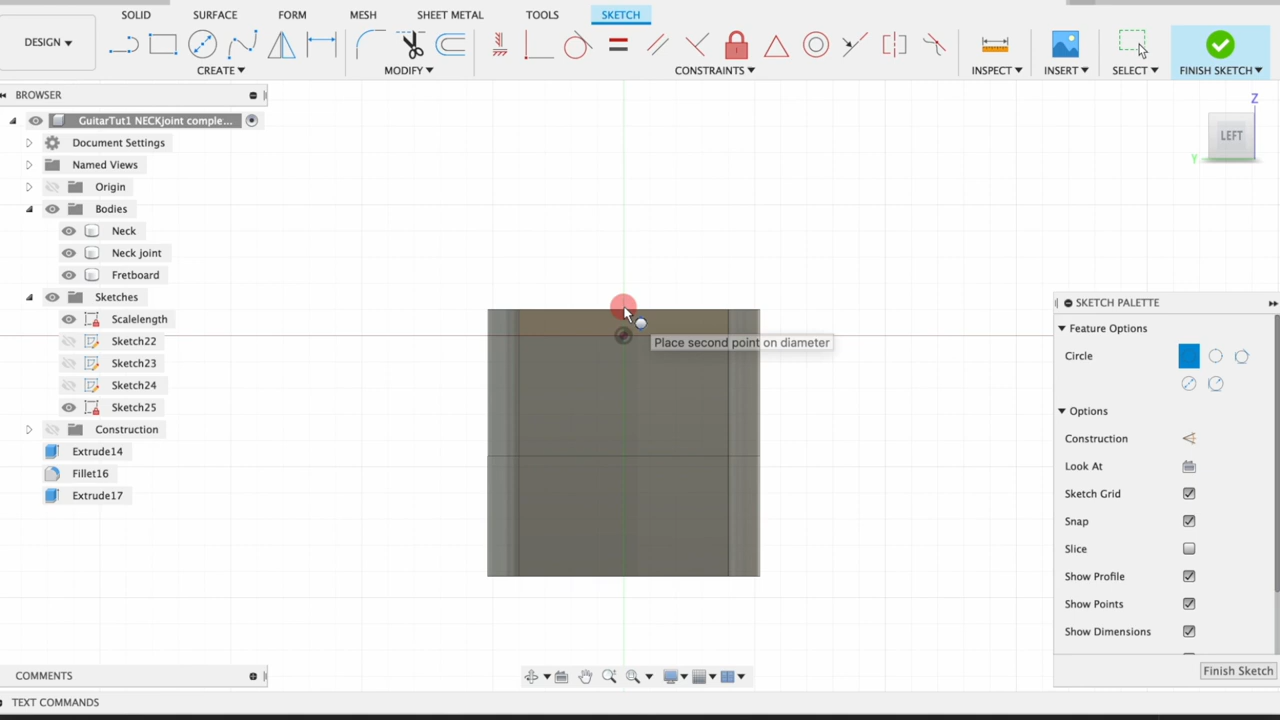 SOLID SURFACE FORM MESH SHEET METAL TOOLS SKETCH
DESIGN
CREATE MODIFY CONSTRAINTS INSPECT INSERT SELECT FINISH SKETCH
BROWSER
GuitarTut1 NECKjoint comple...
Document Settings
Named Views
Origin
Bodies
Neck
Neck joint
Fretboard
Sketches
Scalelength
Sketch22
Sketch23
Sketch24
Sketch25
Construction
Extrude14
Fillet16
Extrude17
Z
LEFT
Y
Place second point on diameter
SKETCH PALETTE
Feature Options
Circle
Options
Construction
Look At
Sketch Grid
Snap
Slice
Show Profile
Show Points
Show Dimensions
Finish Sketch
COMMENTS
TEXT COMMANDS